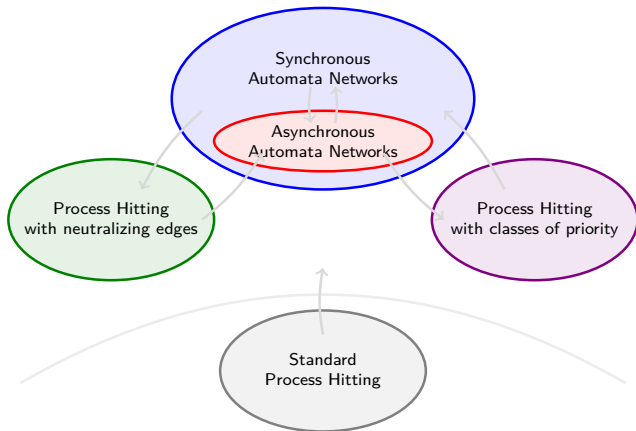 Synchronous
Automata Networks
Asynchronous
Automata Networks
Process Hitting
with neutralizing edges
Process Hitting
with classes of priority
Standard
Process Hitting